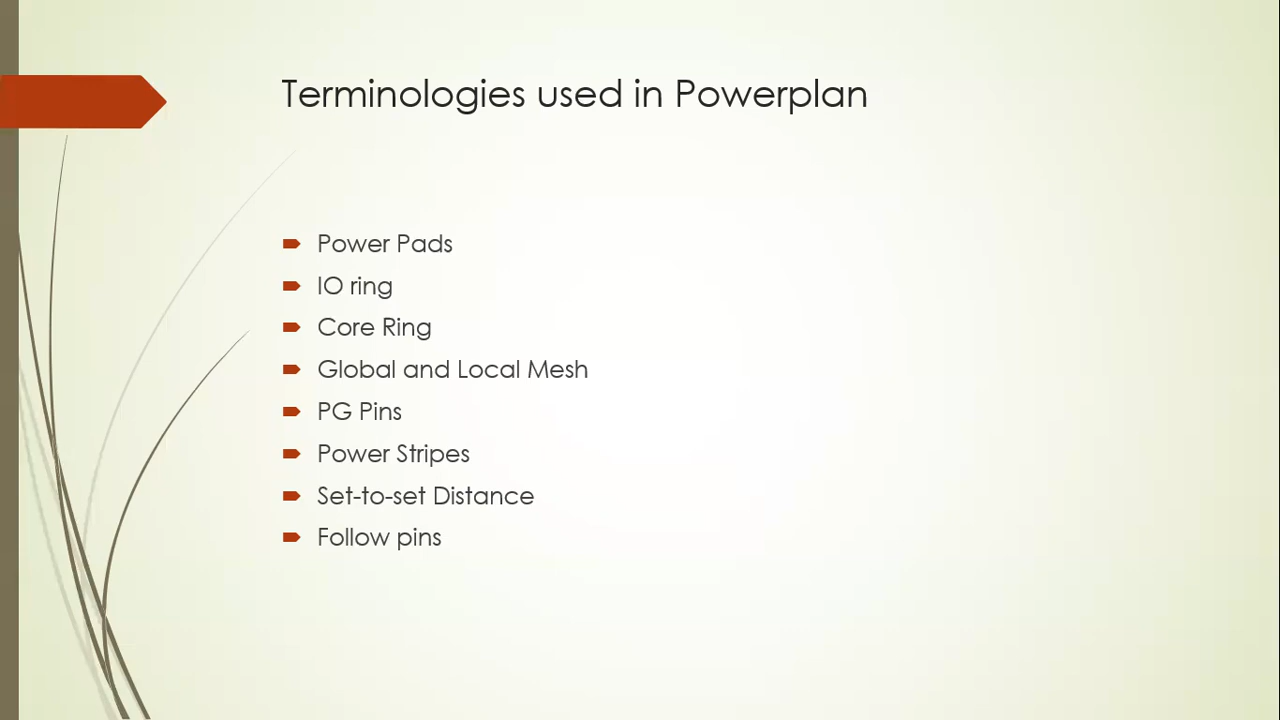 Terminologies used in Powerplan
Power Pads
IO ring
Core Ring
Global and Local Mesh
PG Pins
Power Stripes
Set-to-set Distance
Follow pins